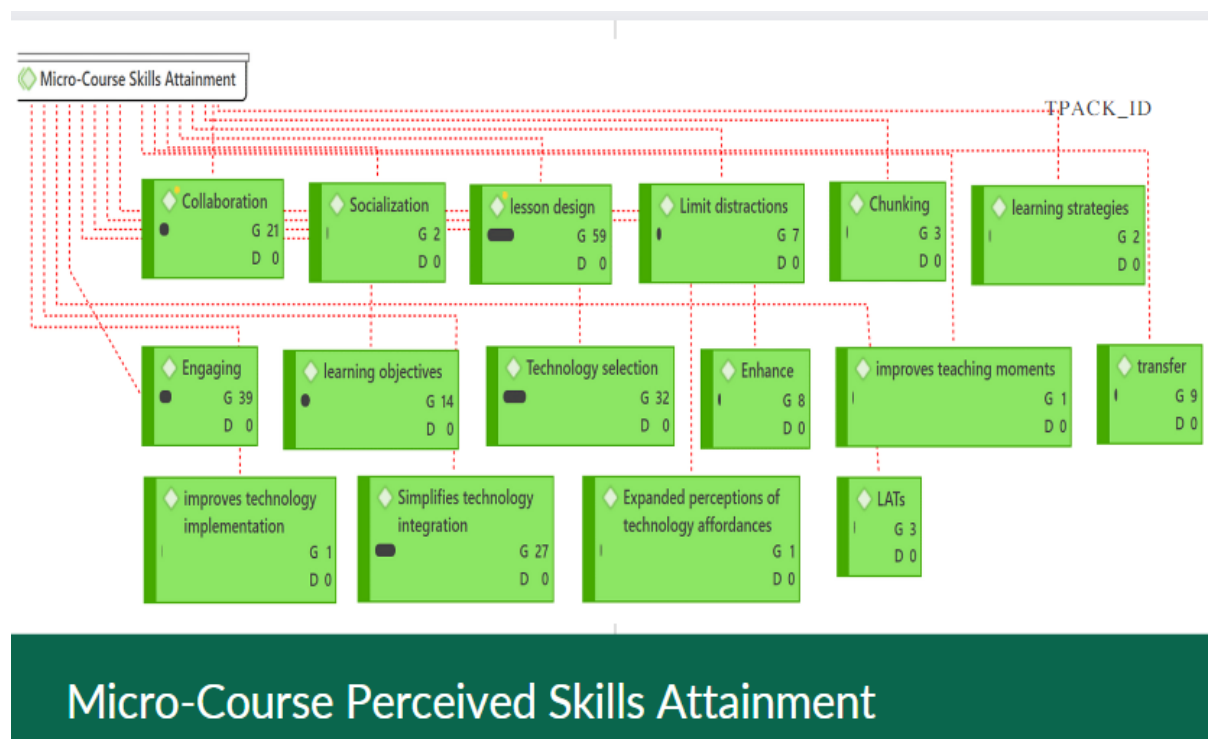 Micro-Course Skills Attainment
TPACK_ID
Collaboration
G 21
D 0
Socialization
G 2
D 0
lesson design
G 59
D 0
Limit distractions
G 7
D 0
Chunking
G 3
D 0
learning strategies
G 2
D 0
Engaging
G 39
D 0
learning objectives
G 14
D 0
Technology selection
G 32
D 0
Enhance
G 8
D 0
improves teaching moments
G 1
D 0
transfer
G 9
D 0
improves technology
implementation
G 1
D 0
Simplifies technology
integration
G 27
D 0
Expanded perceptions of
technology affordances
G 1
D 0
LATs
G 3
D 0
Micro-Course Perceived Skills Attainment